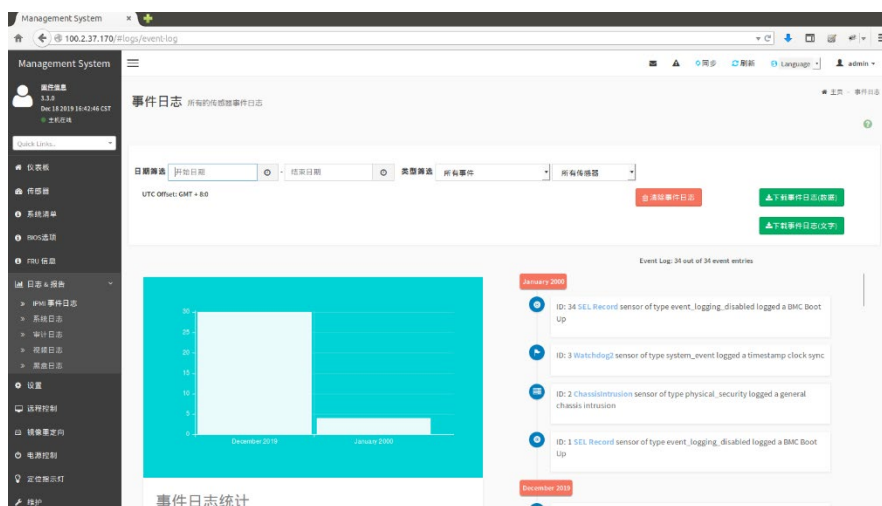 Management System
100.2.37.170/#logs/event-log
Management System
同步
刷新
Language
admin
固件信息
3.3.0
Dec 18 2019 16:42:46 CST
主机在线
Quick Links...
事件日志 所有的传感器事件日志
主页 - 事件日志
仪表板
传感器
系统清单
BIOS选项
FRU 信息
日志 & 报告
IPMI 事件日志
系统日志
审计日志
视频日志
黑盒日志
设置
远程控制
镜像重定向
电源控制
定位指示灯
维护
日期筛选 开始日期 - 结束日期 类型筛选 所有事件 所有传感器
UTC Offset: GMT + 8:0
清除事件日志
下载事件日志(数据)
下载事件日志(文字)
Event Log: 34 out of 34 event entries
30
25
20
15
10
5
0
December 2019 January 2000
事件日志统计
January 2000
ID: 34 SEL Record sensor of type event_logging_disabled logged a BMC Boot
Up
ID: 3 Watchdog2 sensor of type system_event logged a timestamp clock sync
ID: 2 ChassisIntrusion sensor of type physical_security logged a general
chassis intrusion
ID: 1 SEL Record sensor of type event_logging_disabled logged a BMC Boot
Up
December 2019